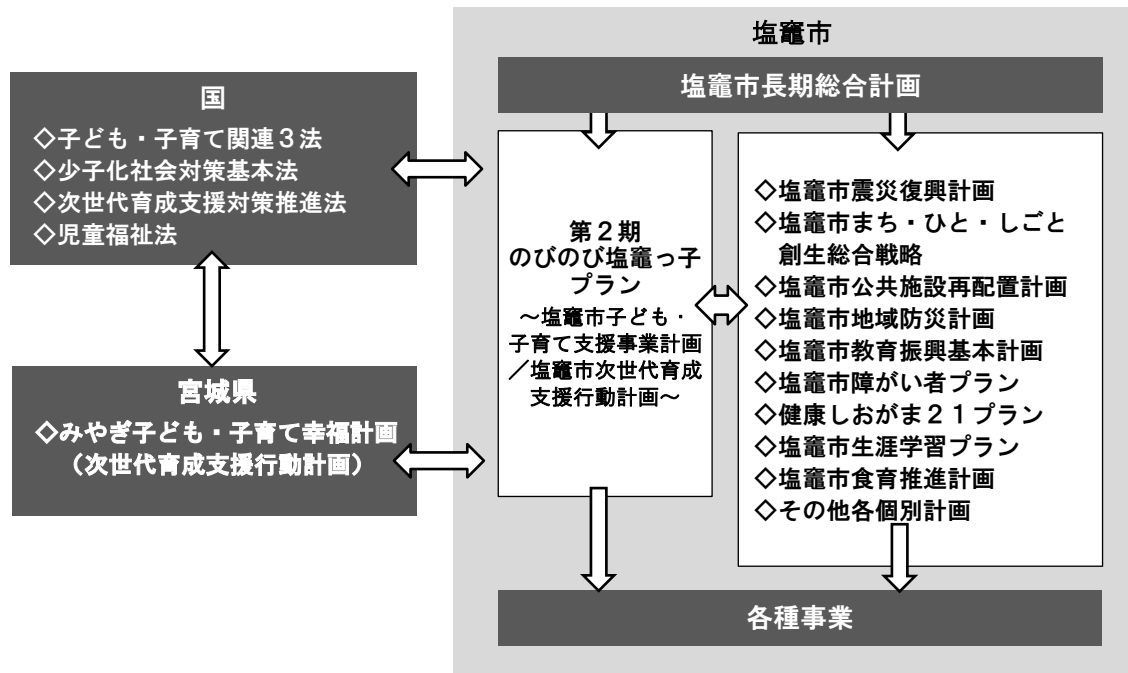 国
◇子ども・子育て関連３法
◇少子化社会対策基本法
◇次世代育成支援対策推進法
◇児童福祉法
宮城県
◇みやぎ子ども・子育て幸福計画
（次世代育成支援行動計画）
塩竈市
塩竈市長期総合計画
第２期
のびのび塩竈っ子
プラン
～塩竈市子ども・
子育て支援事業計画
／塩竈市次世代育成
支援行動計画～
◇塩竈市震災復興計画
◇塩竈市まち・ひと・しごと
創生総合戦略
◇塩竈市公共施設再配置計画
◇塩竈市地域防災計画
◇塩竈市教育振興基本計画
◇塩竈市障がい者プラン
◇健康しおがま２１プラン
◇塩竈市生涯学習プラン
◇塩竈市食育推進計画
◇その他各個別計画
各種事業